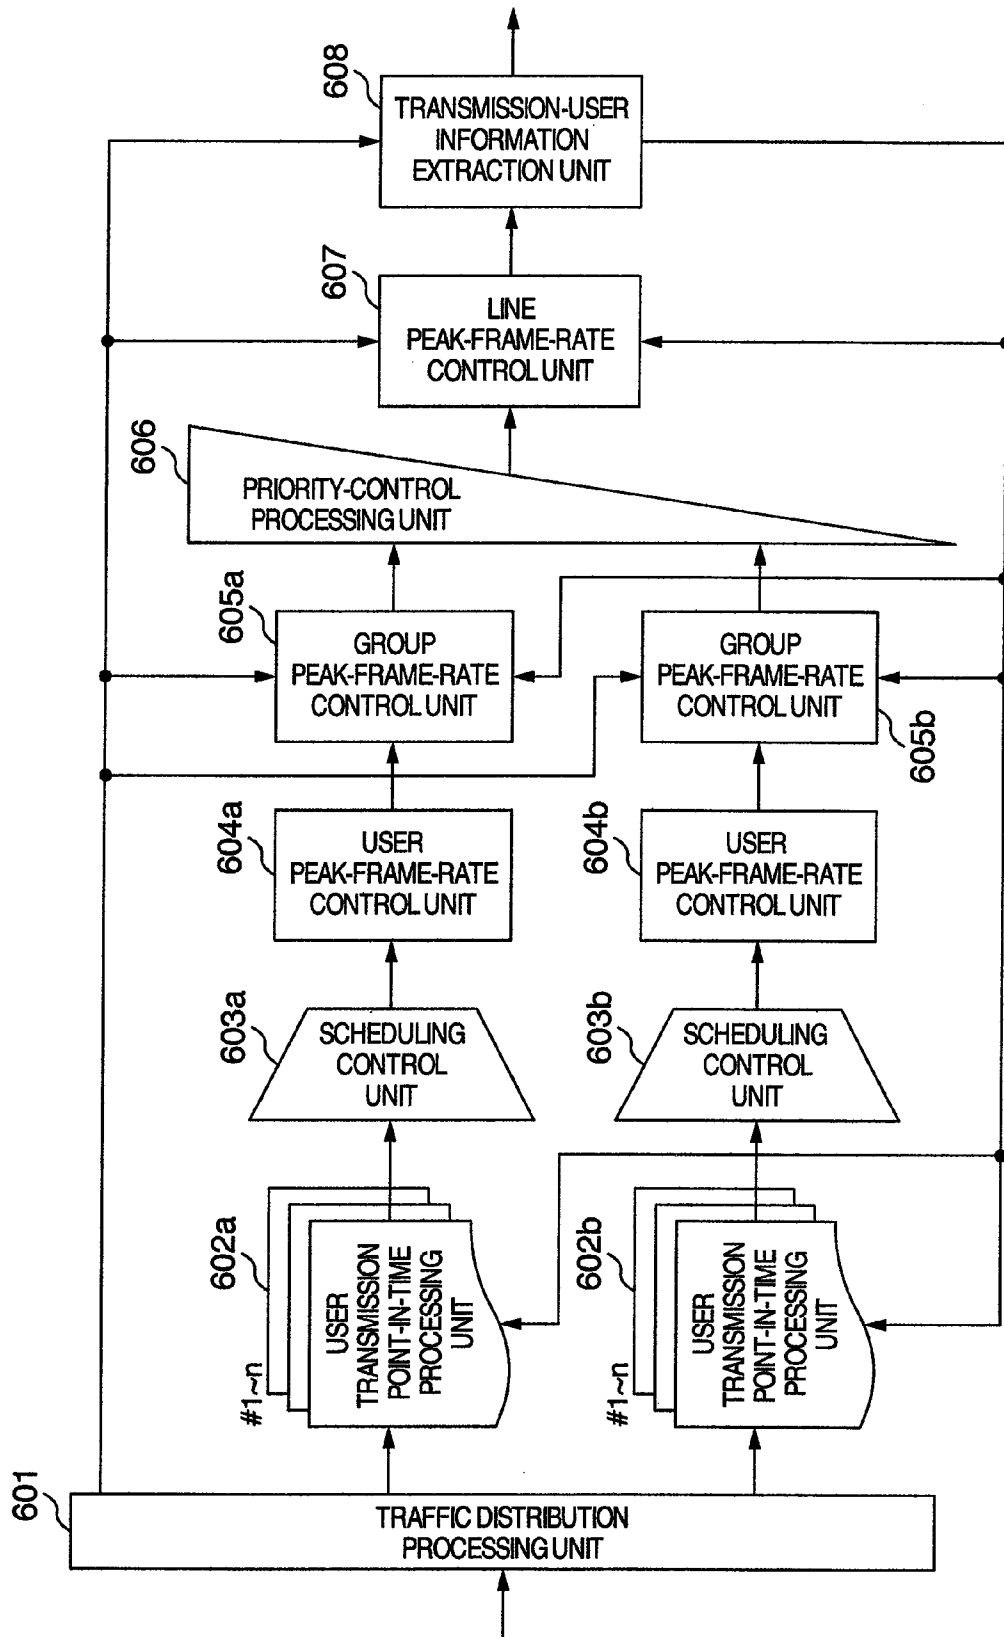 608
TRANSMISSION-USER
INFORMATION
EXTRACTION UNIT
607
LINE
PEAK-FRAME-RATE
CONTROL UNIT
606
PRIORITY-CONTROL
PROCESSING UNIT
605a
GROUP
PEAK-FRAME-RATE
CONTROL UNIT
GROUP
PEAK-FRAME-RATE
CONTROL UNIT
605b
604a
USER
PEAK-FRAME-RATE
CONTROL UNIT
604b
USER
PEAK-FRAME-RATE
CONTROL UNIT
603a
SCHEDULING
CONTROL
UNIT
603b
SCHEDULING
CONTROL
UNIT
602a
#1~n
USER
TRANSMISSION
POINT-IN-TIME
PROCESSING
UNIT
602b
#1~n
USER
TRANSMISSION
POINT-IN-TIME
PROCESSING
UNIT
601
TRAFFIC DISTRIBUTION
PROCESSING UNIT